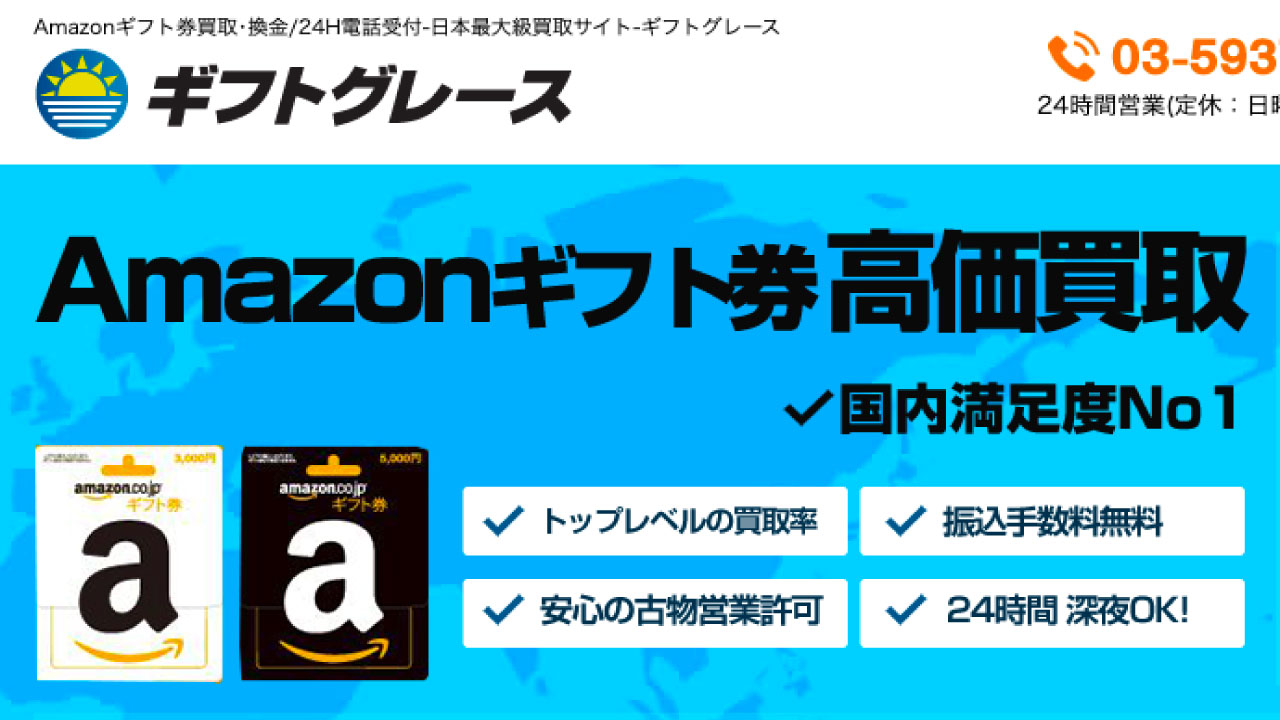 Amazonギフト券買取・換金/24H電話受付-日本最大級買取サイト-ギフトグレース
ギフトグレース
03-593
24時間営業(定休：日
Amazonギフト券高価買取
✓国内満足度No1
3,000円
amazon.co.jp
ギフト券
a
5,000円
amazon.co.jp
ギフト券
a
✓ トップレベルの買取率
✓ 振込手数料無料
✓ 安心の古物営業許可
✓ 24時間 深夜OK!